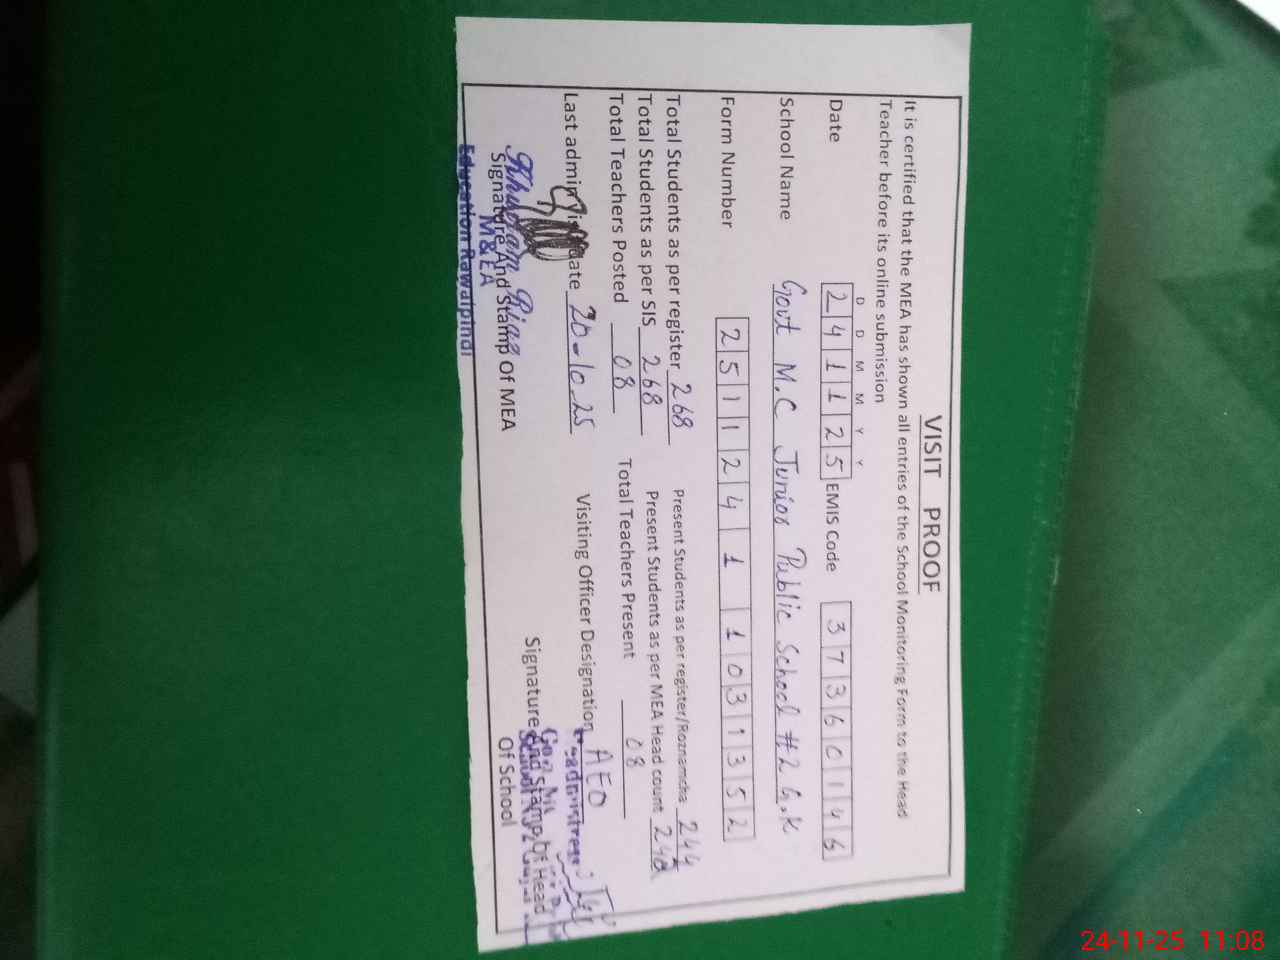 VISIT PROOF
It is certified that the MEA has shown all entries of the School Monitoring Form to the Head
Teacher before its online submission
D D M M Y Y
Date 2 4 1 1 2 5 EMIS Code 3 7 3 6 0 1 4 6
School Name Govt M.C Junior Public School #2 G.K
Form Number 2 5 1 1 2 4 1 1 0 3 1 3 5 2
Total Students as per register 268 Present Students as per register/Roznamcha 244
Total Students as per SIS 268 Present Students as per MEA Head count
Total Teachers Posted 08 Total Teachers Present 08
Last admin visit date 20-10-25 Visiting Officer Designation AEO
Signature And Stamp Of MEA Signature And Stamp of Head
Of School
M&EA
Education Rawalpindi
Headmistress
24-11-25 11:08